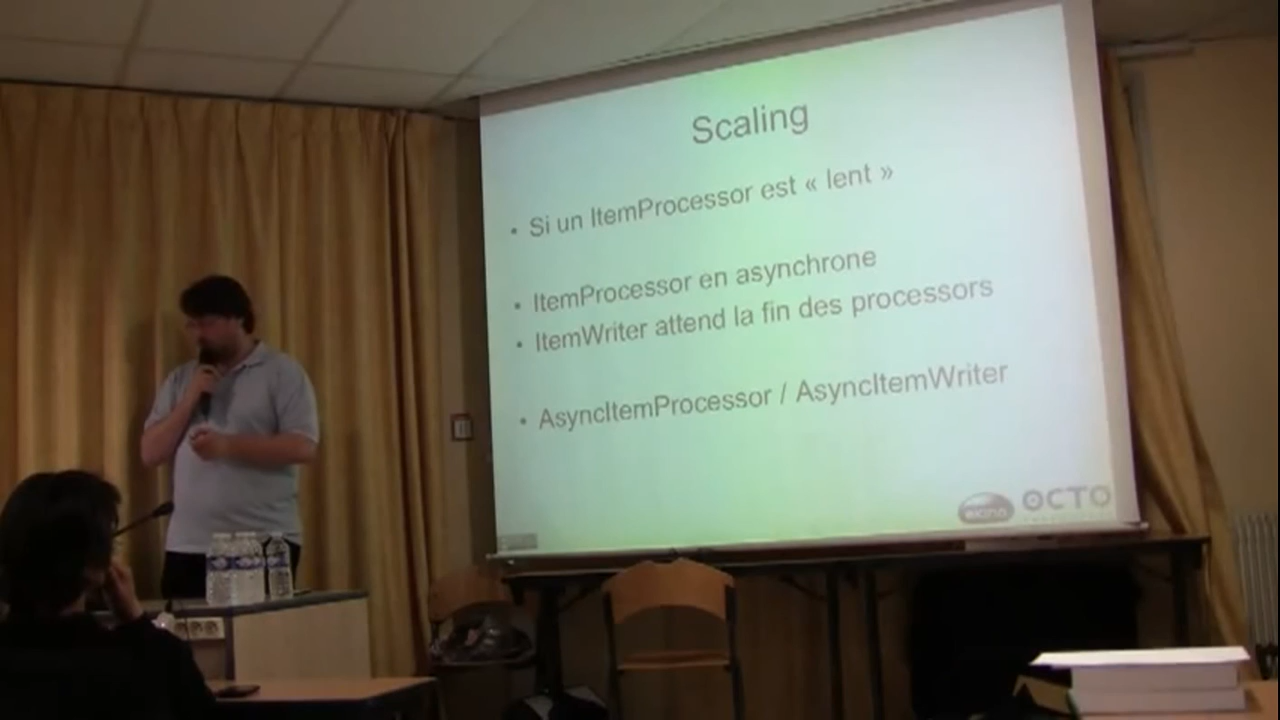 Scaling
• Si un ItemProcessor est « lent »
• ItemProcessor en asynchrone
• ItemWriter attend la fin des processors
• AsyncItemProcessor / AsyncItemWriter
OCTO